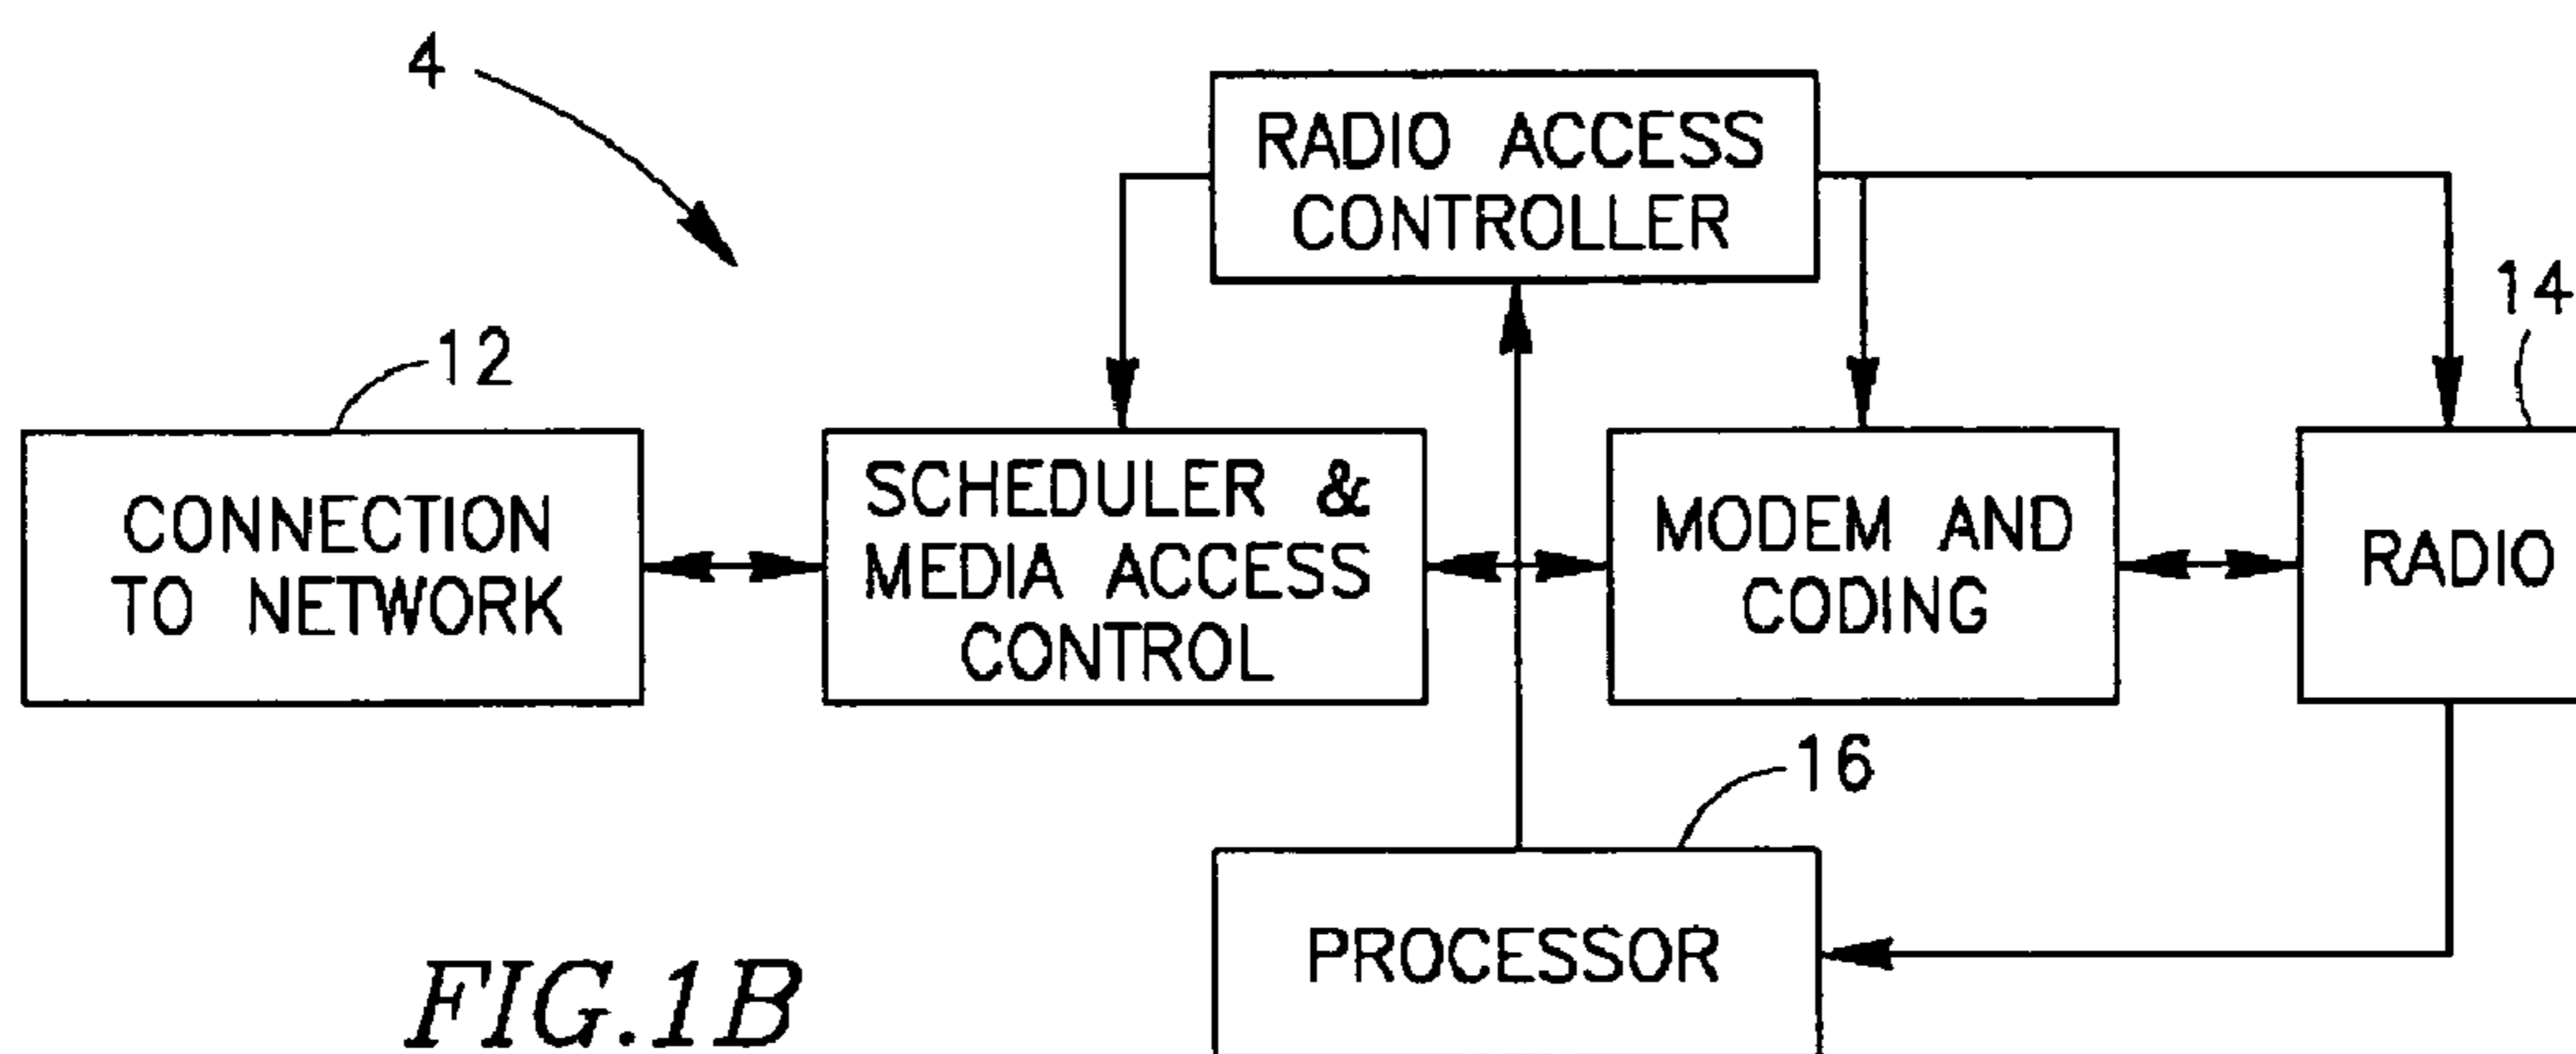 4
RADIO ACCESS
CONTROLLER
14
12
CONNECTION
TO NETWORK
SCHEDULER &
MEDIA ACCESS
CONTROL
MODEM AND
CODING
RADIO
16
PROCESSOR
FIG.1B